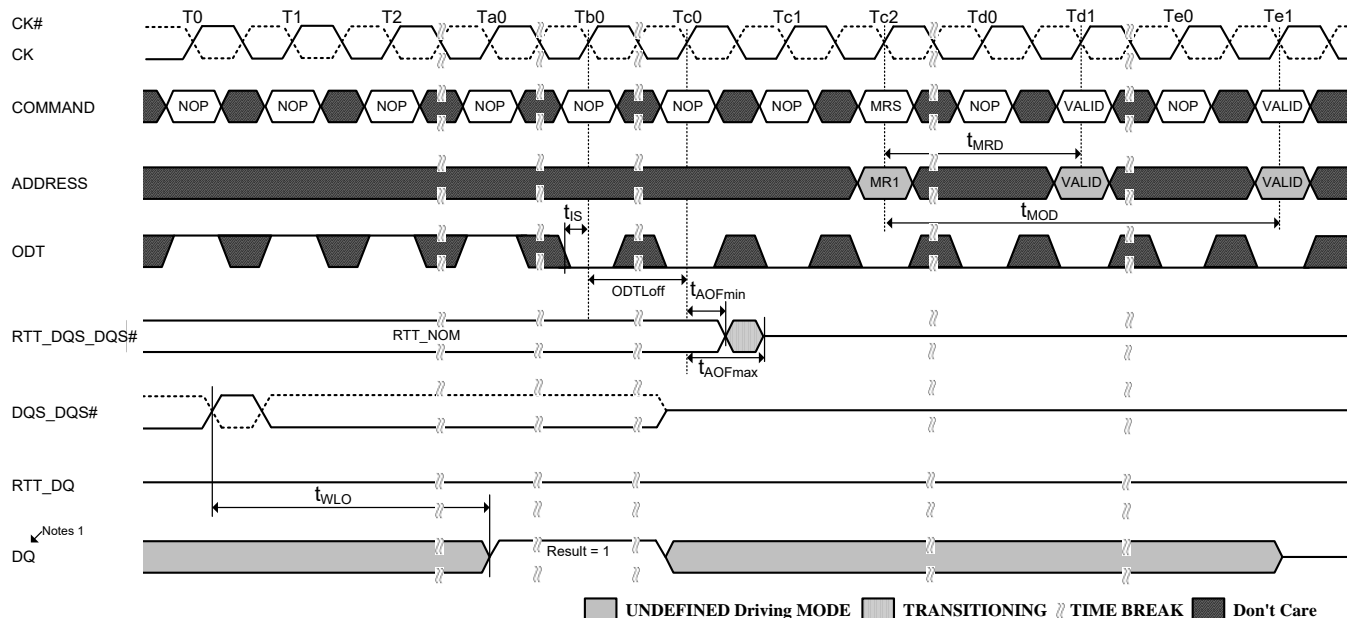 CK#
CK
T0 T1 T2 Ta0 Tb0 Tc0 Tc1 Tc2 Td0 Td1 Te0 Te1
COMMAND NOP NOP NOP NOP NOP NOP NOP MRS NOP VALID NOP VALID
tMRD
ADDRESS MR1 VALID VALID
tIS tMOD
ODT
ODTLoff tAOFmin
RTT_DQS_DQS# RTT_NOM
tAOFmax
DQS_DQS#
RTT_DQ
tWLO
Notes 1
DQ Result = 1
UNDEFINED Driving MODE TRANSITIONING TIME BREAK Don't Care